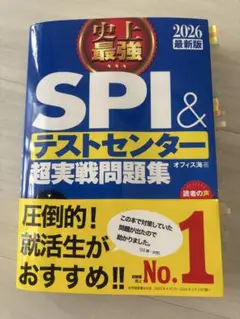 史上
最強
2026
最新版
SPI&
テストセンター
超実戦問題集
オフィス海
読者の声
圧倒的!
就活生が
おすすめ!!
この本で対策していた
問題が出たので
助かりました。
No.1